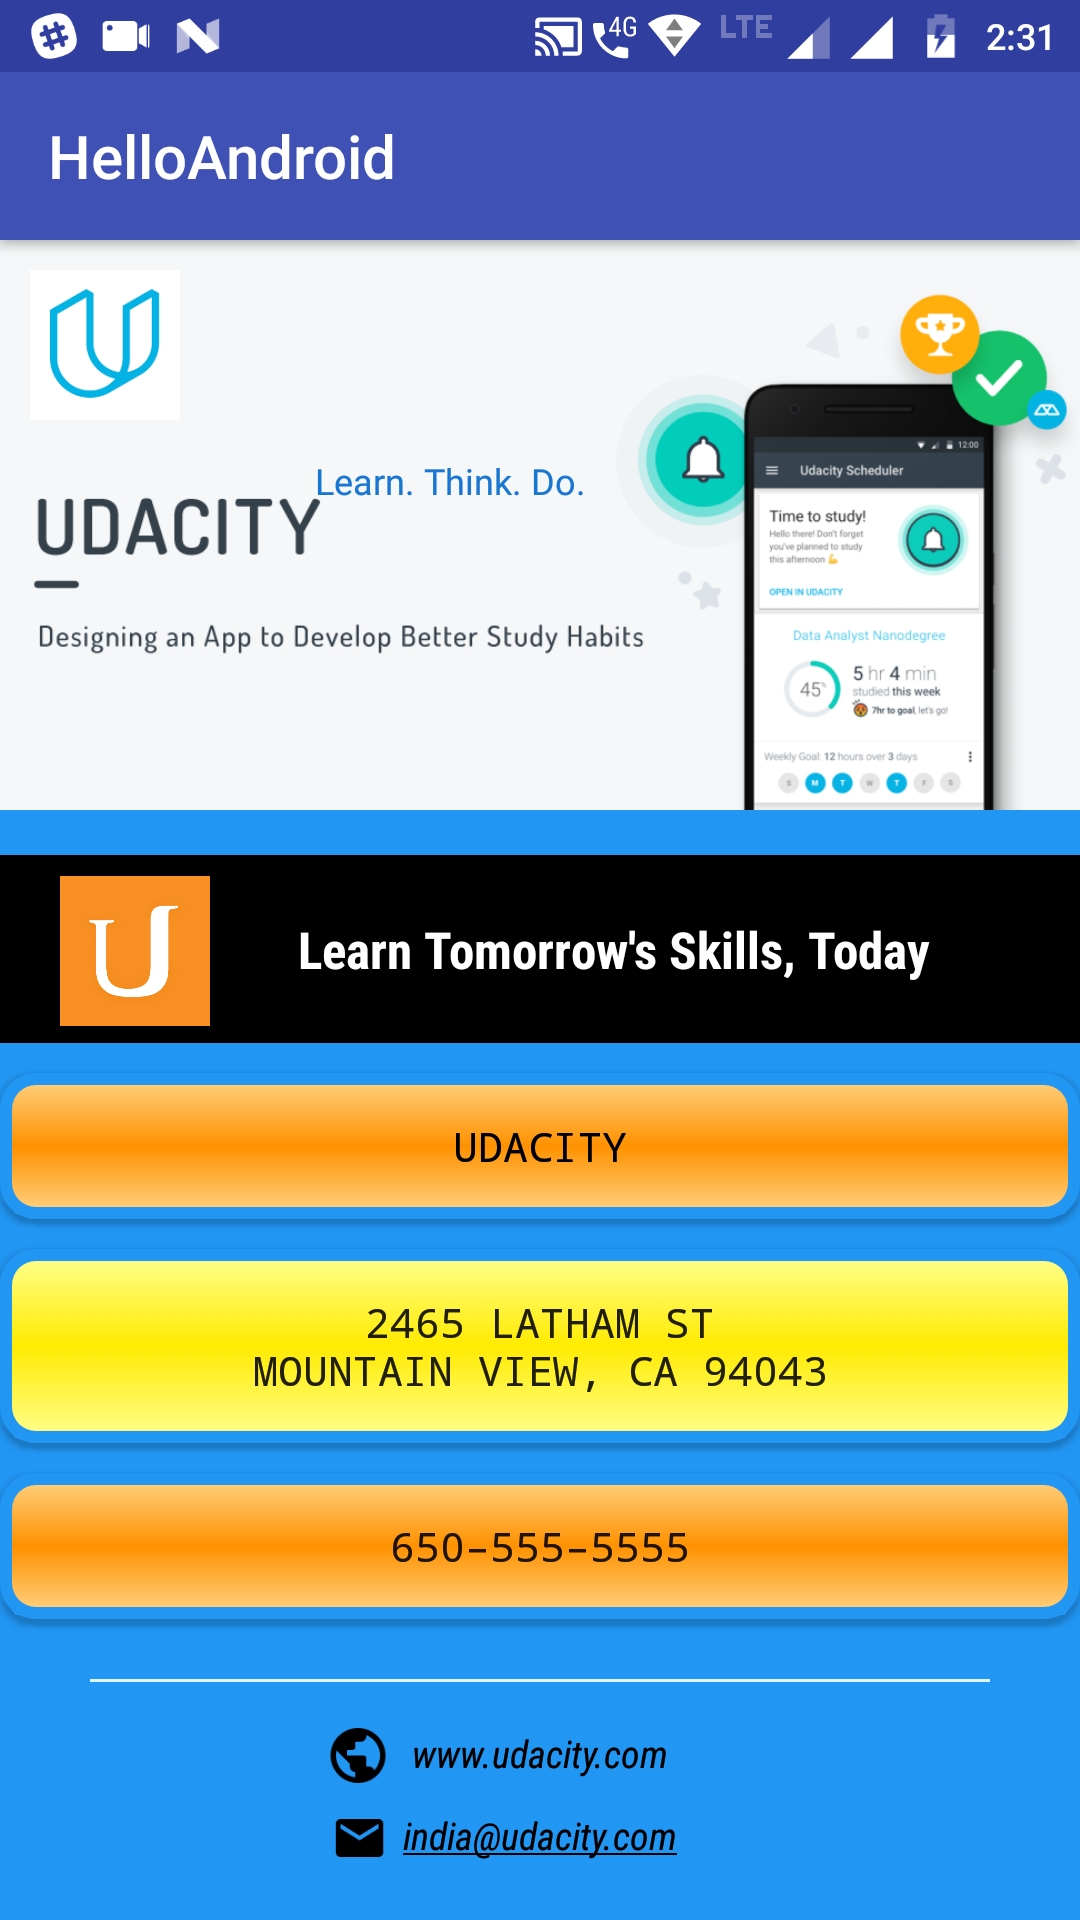 4G LTE 2:31
HelloAndroid
Learn. Think. Do.
UDACITY
Designing an App to Develop Better Study Habits
12:00
Udacity Scheduler
Time to study!
Hello there! Don't forget
you've planned to study
this afternoon 💪
OPEN IN UDACITY
Data Analyst Nanodegree
45%
5 hr 4 min
studied this week
7hr to goal, let's go!
Weekly Goal: 12 hours over 3 days
S M T W T F S
U
Learn Tomorrow's Skills, Today
UDACITY
2465 LATHAM ST
MOUNTAIN VIEW, CA 94043
650-555-5555
www.udacity.com
india@udacity.com